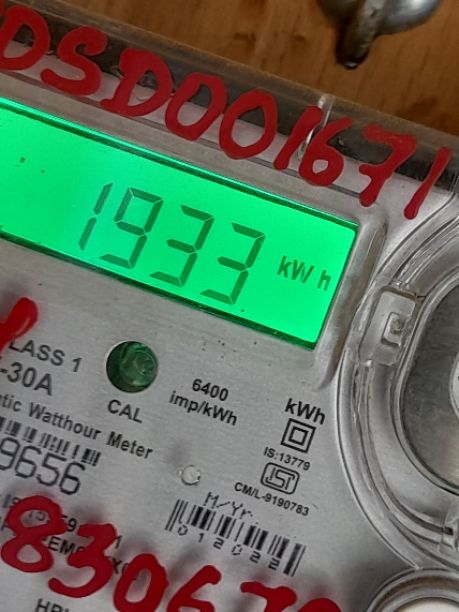 DSD001671
1933 kWh
LASS 1
-30A
CAL
6400
imp/kWh
kWh
tic Watthour Meter
9656
IS:13779
CM/L-9190783
M/Yr.
012022